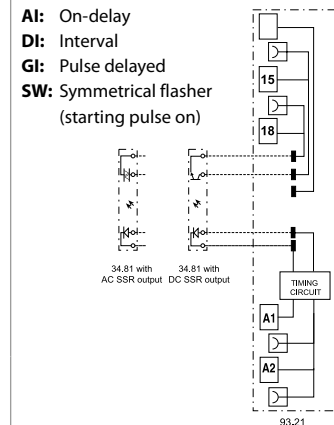 AI: On-delay
DI: Interval
GI: Pulse delayed
SW: Symmetrical flasher
(starting pulse on)
15
18
34.81 with
AC SSR output
34.81 with
DC SSR output
TIMING
CIRCUIT
A1
A2
93.21